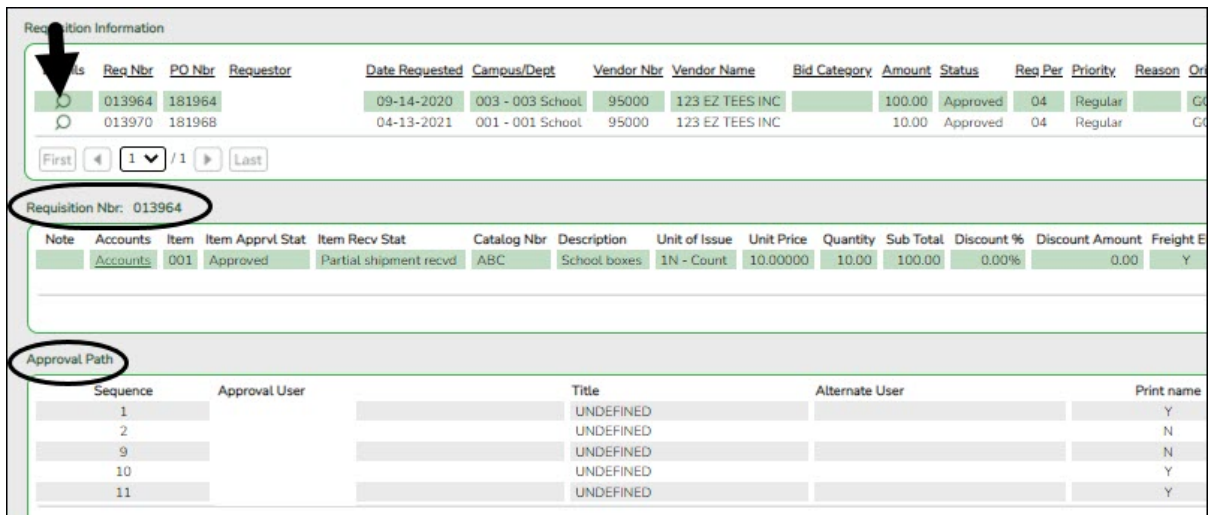 Requisition Information
Req Nbr PO Nbr Requestor Date Requested Campus/Dept Vendor Nbr Vendor Name Bid Category Amount Status Req Per Priority Reason
013964 181964 09-14-2020 003 - 003 School 95000 123 EZ TEES INC 100.00 Approved 04 Regular
013970 181968 04-13-2021 001 - 001 School 95000 123 EZ TEES INC 10.00 Approved 04 Regular
First 1 / 1 Last
Requisition Nbr: 013964
Note Accounts Item Item Apprvl Stat Item Recv Stat Catalog Nbr Description Unit of Issue Unit Price Quantity Sub Total Discount % Discount Amount Freight E
Accounts 001 Approved Partial shipment recvd ABC School boxes 1N - Count 10.00000 10.00 100.00 0.00% 0.00 Y
Approval Path
Sequence Approval User Title Alternate User Print name
1 UNDEFINED Y
2 UNDEFINED N
9 UNDEFINED N
10 UNDEFINED Y
11 UNDEFINED Y